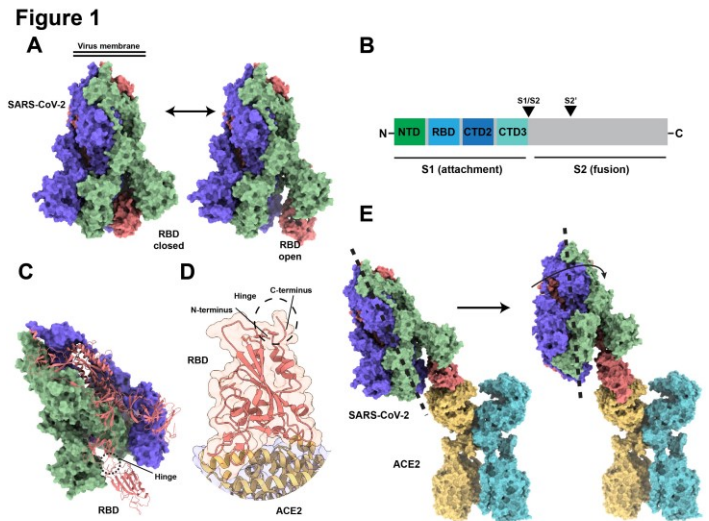 Figure 1
A
Virus membrane
SARS-CoV-2
RBD
closed
RBD
open
B
S1/S2
S2'
N
NTD
RBD
CTD2
CTD3
C
S1 (attachment)
S2 (fusion)
C
Hinge
RBD
D
Hinge
C-terminus
N-terminus
RBD
ACE2
E
SARS-CoV-2
ACE2